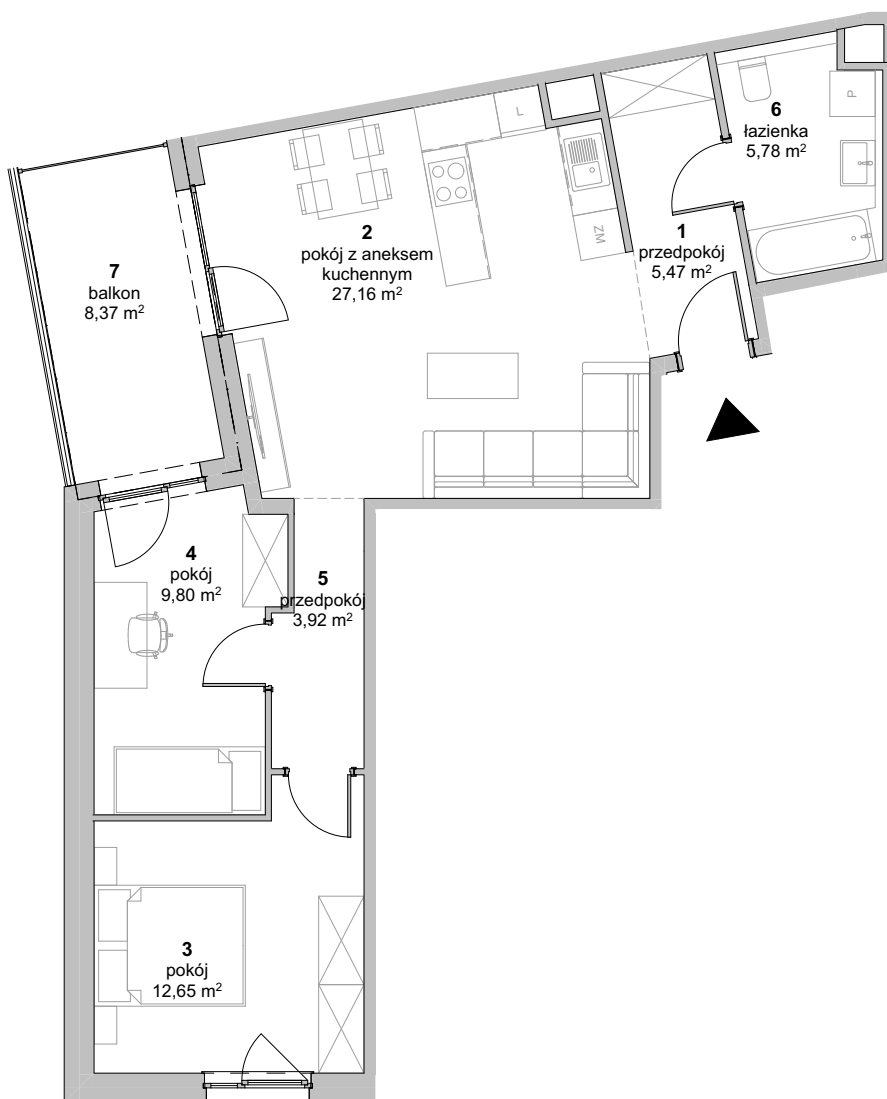 6
łazienka
5,78 m²
P
L
ZM
1
przedpokój
5,47 m²
2
pokój z aneksem
kuchennym
27,16 m²
7
balkon
8,37 m²
4
pokój
9,80 m²
5
przedpokój
3,92 m²
3
pokój
12,65 m²